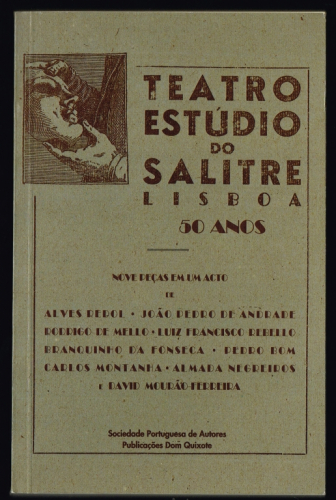 TEATRO
ESTÚDIO
DO
SALITRE
LISBOA
50 ANOS
NOVE PEÇAS EM UM ACTO
DE
ALVES REDOL · JOÃO PEDRO DE ANDRADE
RODRIGO DE MELLO · LUIZ FRANCISCO REBELLO
BRANQUINHO DA FONSECA · PEDRO BOM
CARLOS MONTANHA · ALMADA NEGREIROS
E DAVID MOURÃO-FERREIRA
Sociedade Portuguesa de Autores
Publicações Dom Quixote